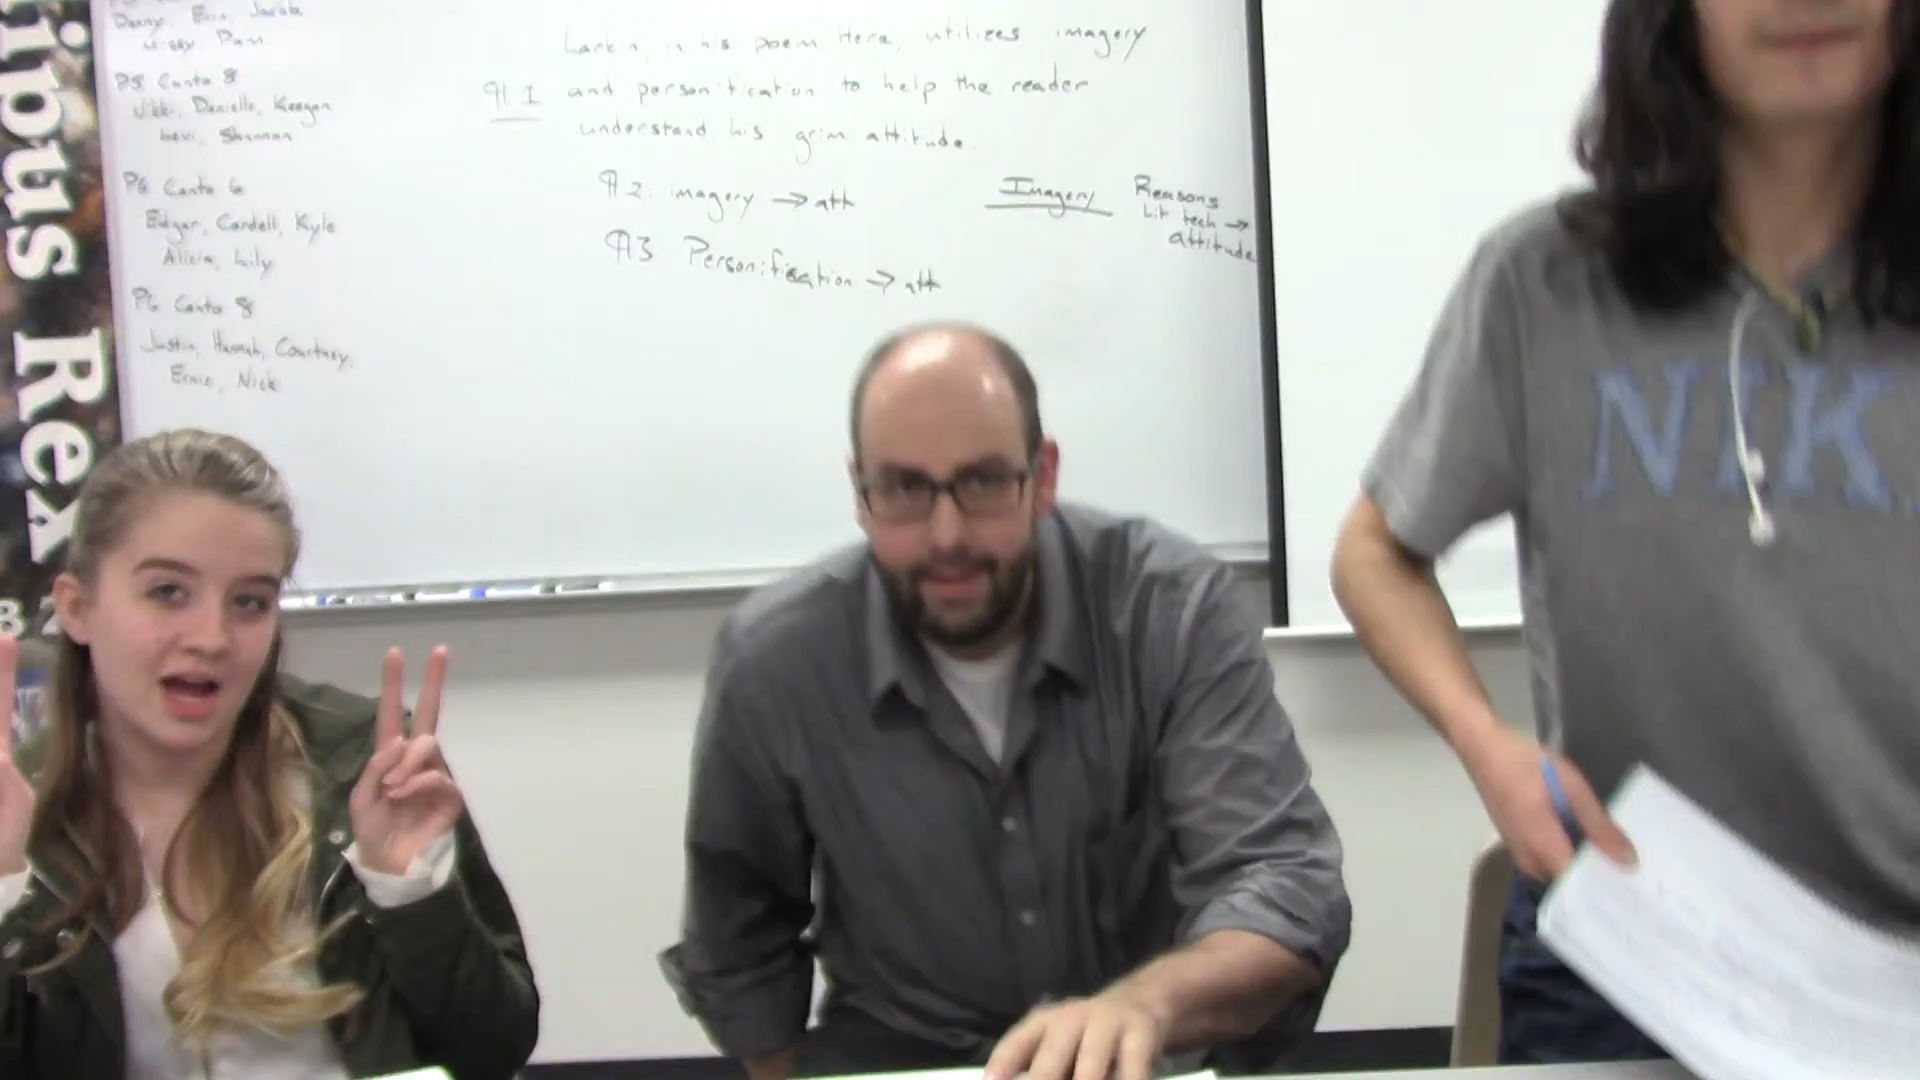 ipus Rex
Danny, Erin, Jacob,
Missy, Pam
P5 Canto 8
Vikki, Danielle, Keegan
Levi, Shannon
P6 Canto 6
Edgar, Cardell, Kyle
Alicia, Lily
P6 Canto 8
Justin, Hannah, Courtney,
Ernie, Nick
Larkin, in his poem Here, utilizes imagery
¶ 1 and personification to help the reader
understand his grim attitude.
¶ 2: imagery → att
¶3 Personification → att
Imagery
Reasons
Lit tech →
attitude
NIK